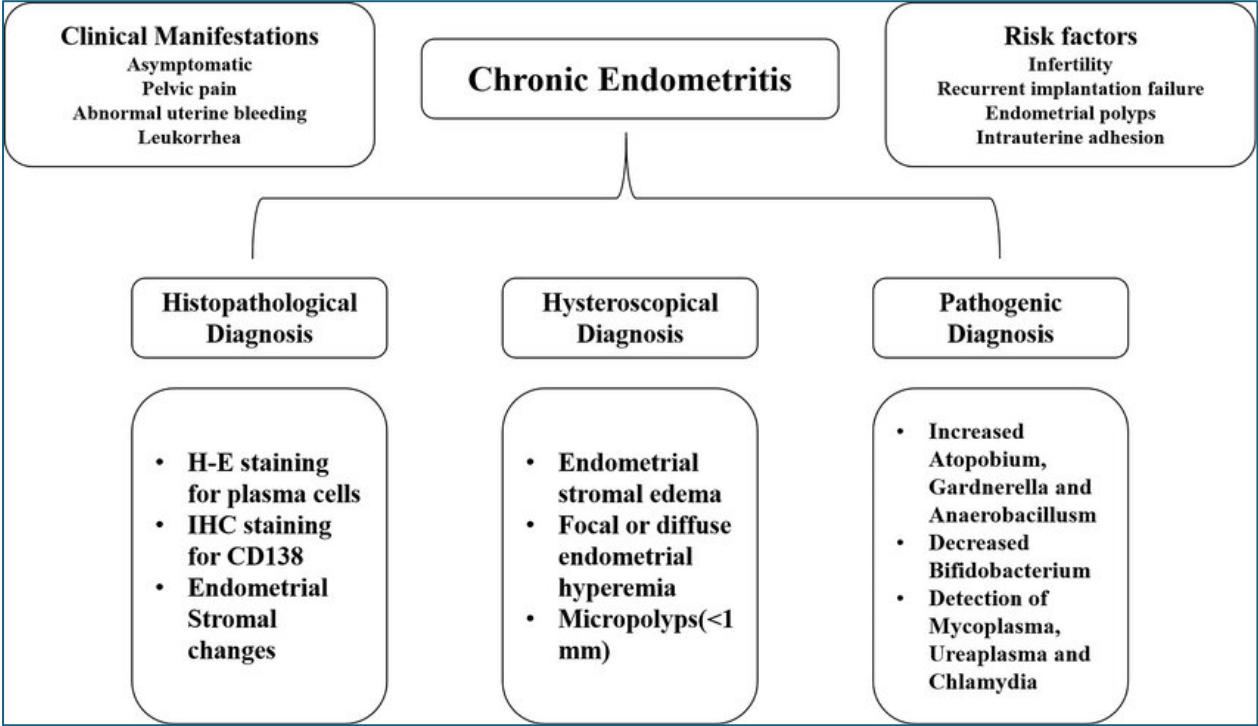 Clinical Manifestations
Asymptomatic
Pelvic pain
Abnormal uterine bleeding
Leukorrhea
Chronic Endometritis
Risk factors
Infertility
Recurrent implantation failure
Endometrial polyps
Intrauterine adhesion
Histopathological
Diagnosis
• H-E staining
for plasma cells
• IHC staining
for CD138
• Endometrial
Stromal
changes
Hysteroscopical
Diagnosis
• Endometrial
stromal edema
• Focal or diffuse
endometrial
hyperemia
• Micropolyps(<1
mm)
Pathogenic
Diagnosis
• Increased
Atopobium,
Gardnerella and
Anaerobacillusm
• Decreased
Bifidobacterium
• Detection of
Mycoplasma,
Ureaplasma and
Chlamydia